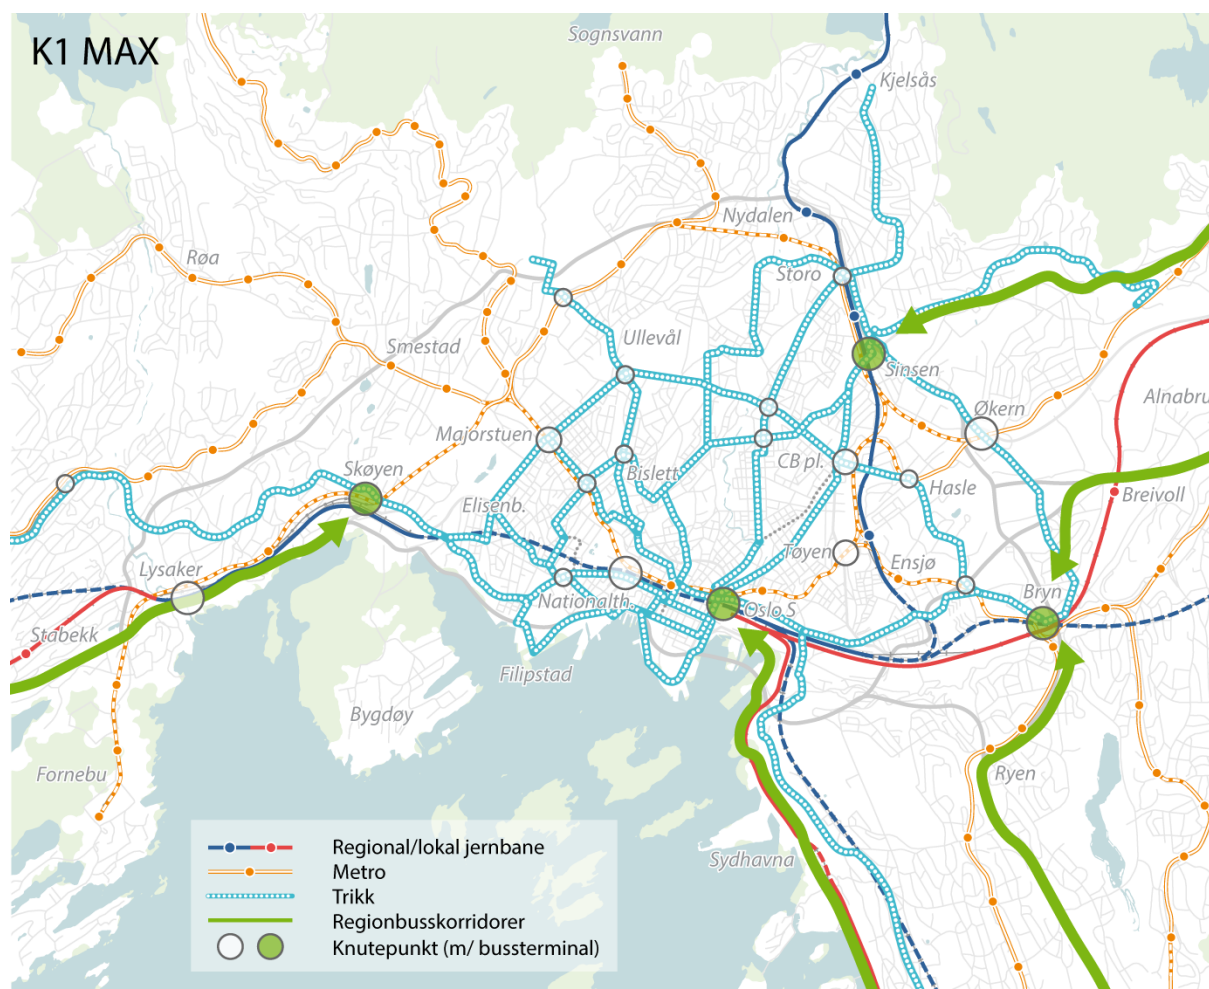 K1 MAX
Sognsvann
Kjelsås
Nydalen
Røa
Storo
Ullevål
Smestad
Sinsen
Økern
Alnabru
Majorstuen
Skøyen
Bislett
CB pl.
Hasle
Breivoll
Elisenb.
Lysaker
Tøyen
Ensjø
Bryn
Nationalth.
Oslo S
Stabekk
Filipstad
Bygdøy
Fornebu
Ryen
Sydhavna
Regional/lokal jernbane
Metro
Trikk
Regionbusskorridorer
Knutepunkt (m/ bussterminal)